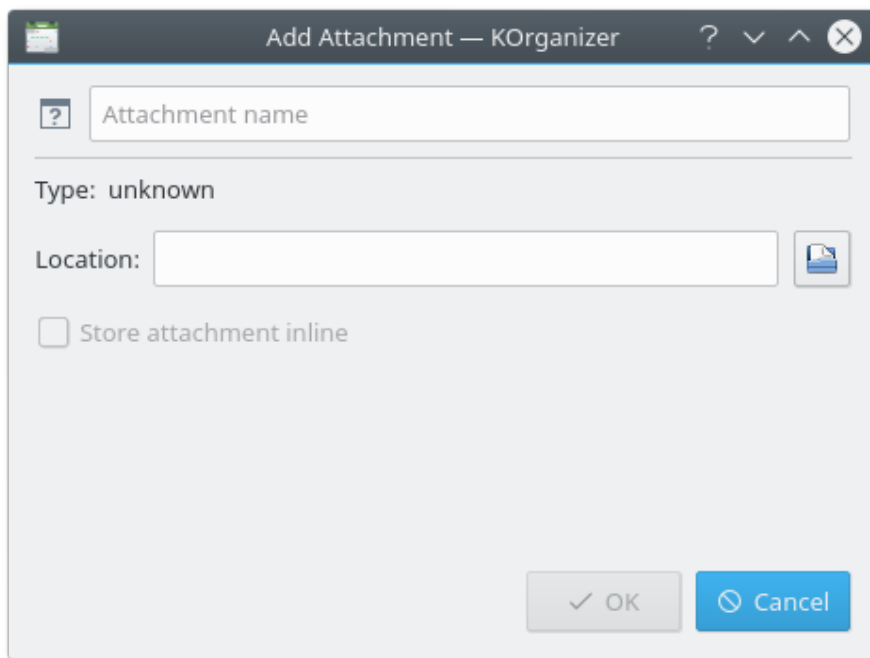 Add Attachment — KOrganizer
Attachment name
Type: unknown
Location:
Store attachment inline
OK
Cancel